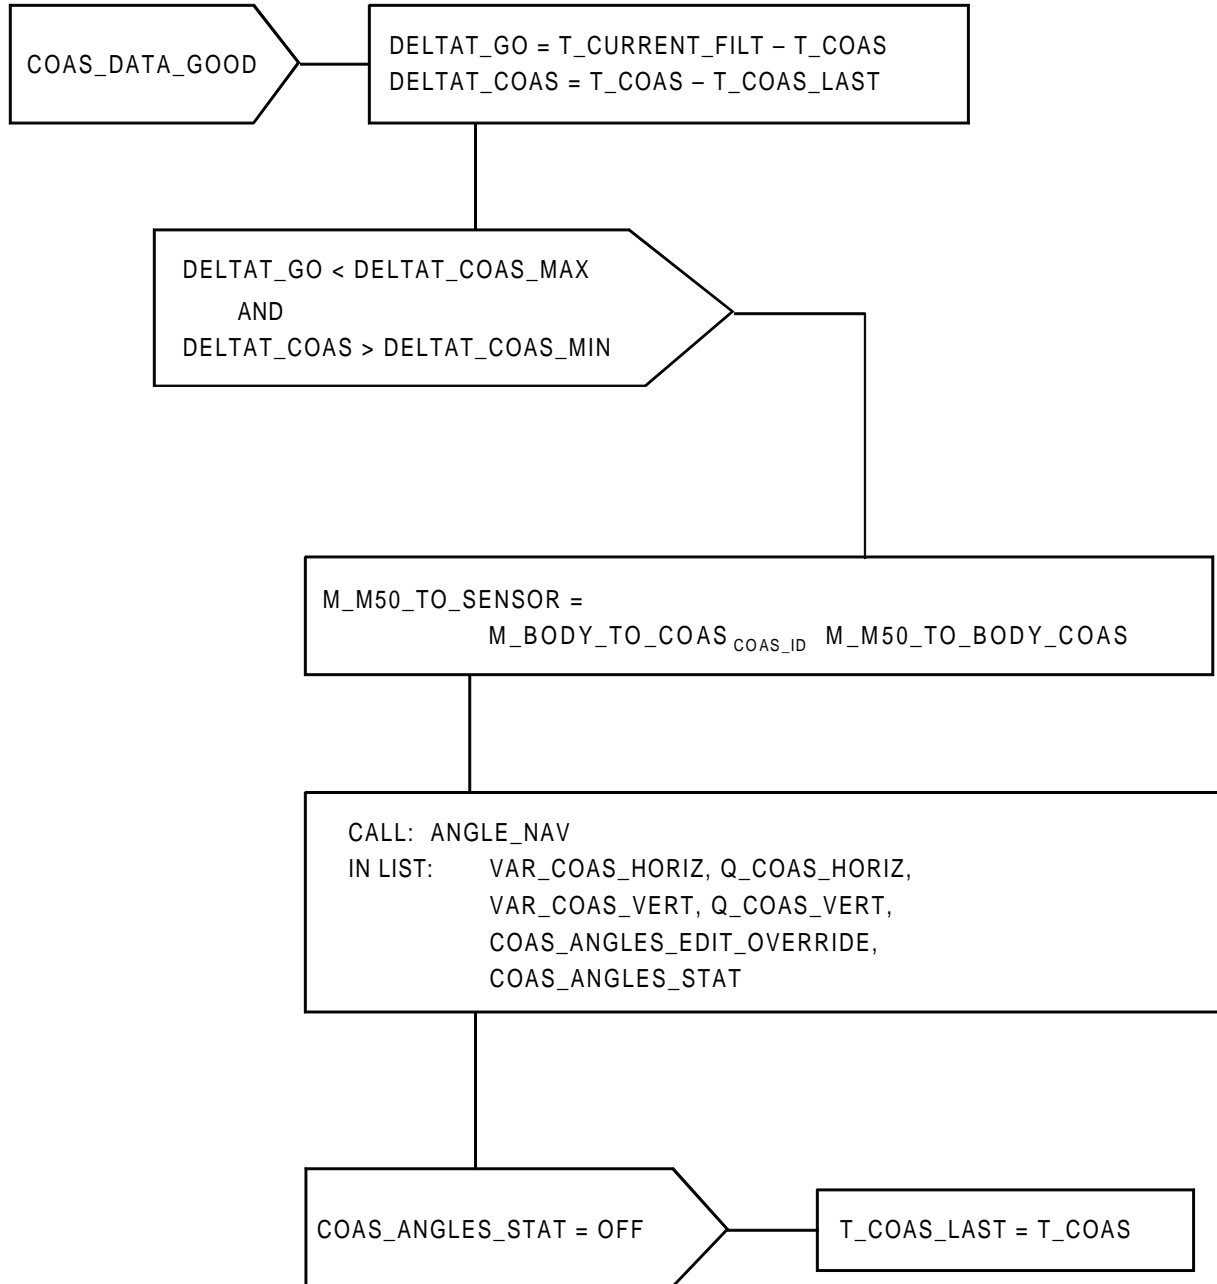 COAS_DATA_GOOD
DELTAT_GO = T_CURRENT_FILT – T_COAS
DELTAT_COAS = T_COAS – T_COAS_LAST
DELTAT_GO < DELTAT_COAS_MAX
AND
DELTAT_COAS > DELTAT_COAS_MIN
M_M50_TO_SENSOR =
M_BODY_TO_COAS COAS_ID M_M50_TO_BODY_COAS
CALL: ANGLE_NAV
IN LIST: VAR_COAS_HORIZ, Q_COAS_HORIZ,
VAR_COAS_VERT, Q_COAS_VERT,
COAS_ANGLES_EDIT_OVERRIDE,
COAS_ANGLES_STAT
COAS_ANGLES_STAT = OFF
T_COAS_LAST = T_COAS